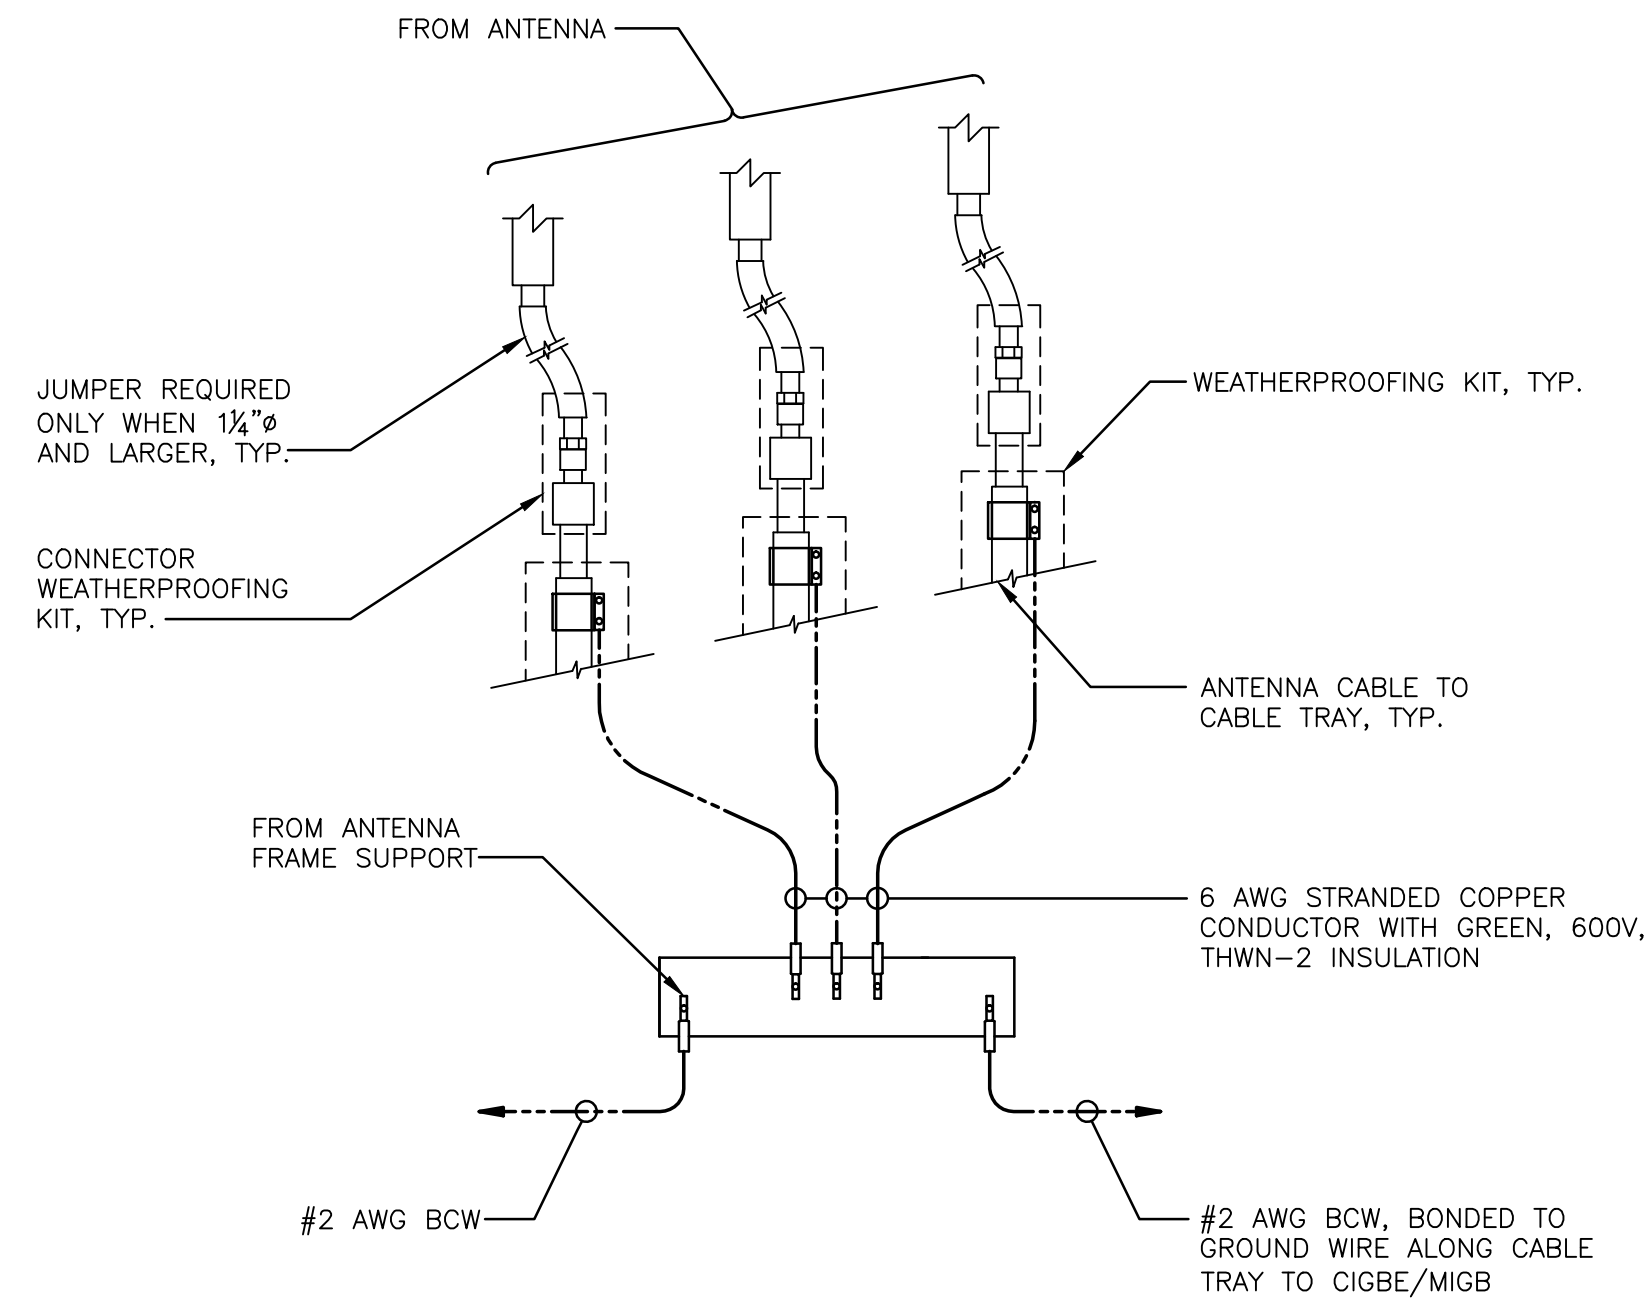 FROM ANTENNA
JUMPER REQUIRED
ONLY WHEN 1¼"ø
AND LARGER, TYP.
WEATHERPROOFING KIT, TYP.
CONNECTOR
WEATHERPROOFING
KIT, TYP.
ANTENNA CABLE TO
CABLE TRAY, TYP.
FROM ANTENNA
FRAME SUPPORT
6 AWG STRANDED COPPER
CONDUCTOR WITH GREEN, 600V,
THWN-2 INSULATION
#2 AWG BCW
#2 AWG BCW, BONDED TO
GROUND WIRE ALONG CABLE
TRAY TO CIGBE/MIGB